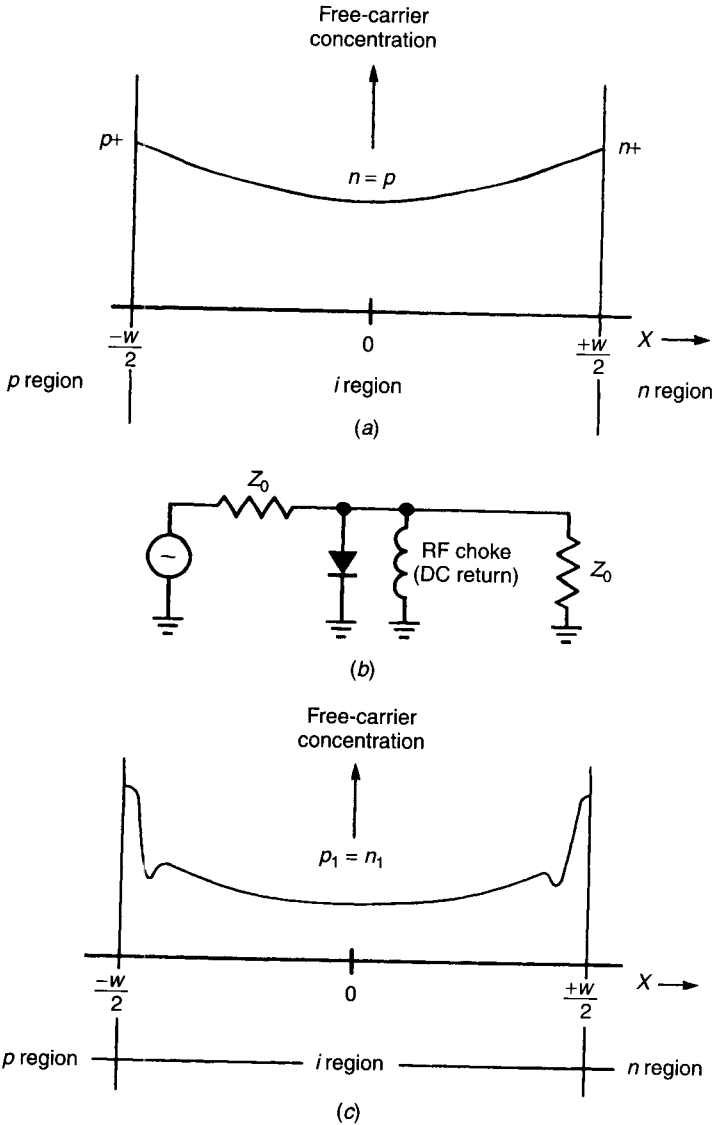 Free-carrier
concentration
p+
n+
n = p
−w
2
0
+w
2
X
p region
i region
n region
(a)
Z0
~
RF choke
(DC return)
Z0
(b)
Free-carrier
concentration
p1 = n1
−w
2
0
+w
2
X
p region
i region
n region
(c)